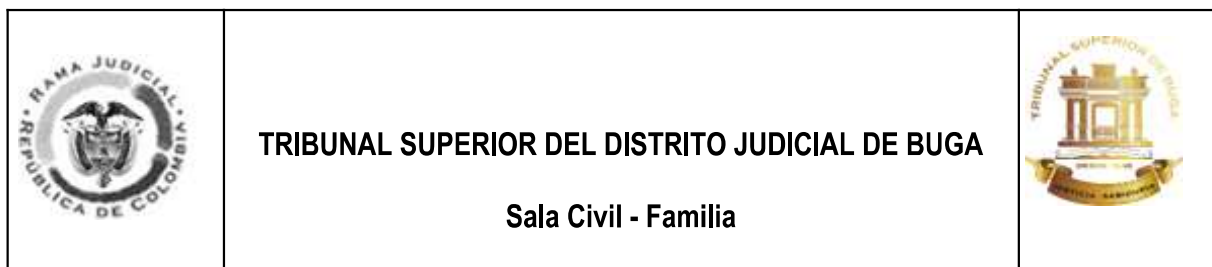 RAMA JUDICIAL
REPÚBLICA DE COLOMBIA
TRIBUNAL SUPERIOR DEL DISTRITO JUDICIAL DE BUGA
Sala Civil - Familia
TRIBUNAL SUPERIOR DE BUGA